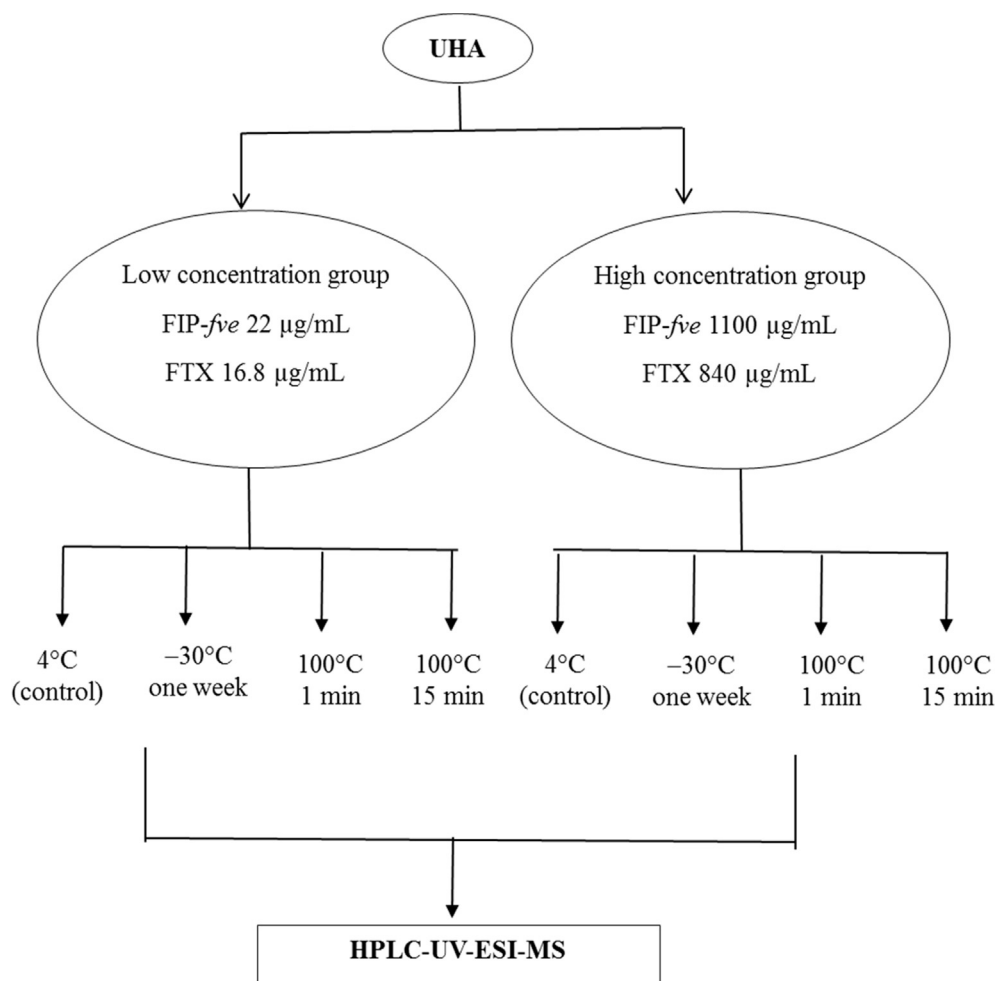 UHA
Low concentration group
FIP-fve 22 µg/mL
FTX 16.8 µg/mL
High concentration group
FIP-fve 1100 µg/mL
FTX 840 µg/mL
4°C
(control)
−30°C
one week
100°C
1 min
100°C
15 min
4°C
(control)
−30°C
one week
100°C
1 min
100°C
15 min
HPLC-UV-ESI-MS